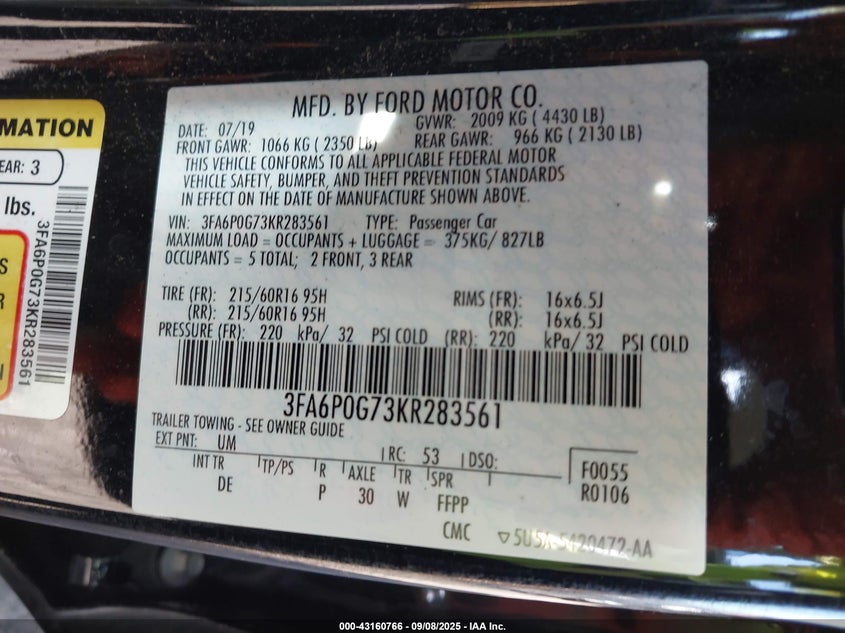 MFD. BY FORD MOTOR CO.
DATE: 07/19 GVWR: 2009 KG ( 4430 LB)
FRONT GAWR: 1066 KG ( 2350 LB) REAR GAWR: 966 KG ( 2130 LB)
THIS VEHICLE CONFORMS TO ALL APPLICABLE FEDERAL MOTOR
VEHICLE SAFETY, BUMPER, AND THEFT PREVENTION STANDARDS
IN EFFECT ON THE DATE OF MANUFACTURE SHOWN ABOVE.
VIN: 3FA6P0G73KR283561 TYPE: Passenger Car
MAXIMUM LOAD = OCCUPANTS + LUGGAGE = 375KG/ 827LB
OCCUPANTS = 5 TOTAL; 2 FRONT, 3 REAR
TIRE (FR): 215/60R16 95H RIMS (FR): 16x6.5J
(RR): 215/60R16 95H (RR): 16x6.5J
PRESSURE (FR): 220 kPa/ 32 PSI COLD (RR): 220 kPa/ 32 PSI COLD
3FA6P0G73KR283561
TRAILER TOWING - SEE OWNER GUIDE
EXT PNT: UM RC: 53 DSO:
INT TR TP/PS R AXLE TR SPR F0055
DE P 30 W FFPP R0106
CMC 5U5A-5420472-AA
EAR: 3
lbs.
3FA6P0G73KR283561
000-43160766 - 09/08/2025 - IAA Inc.